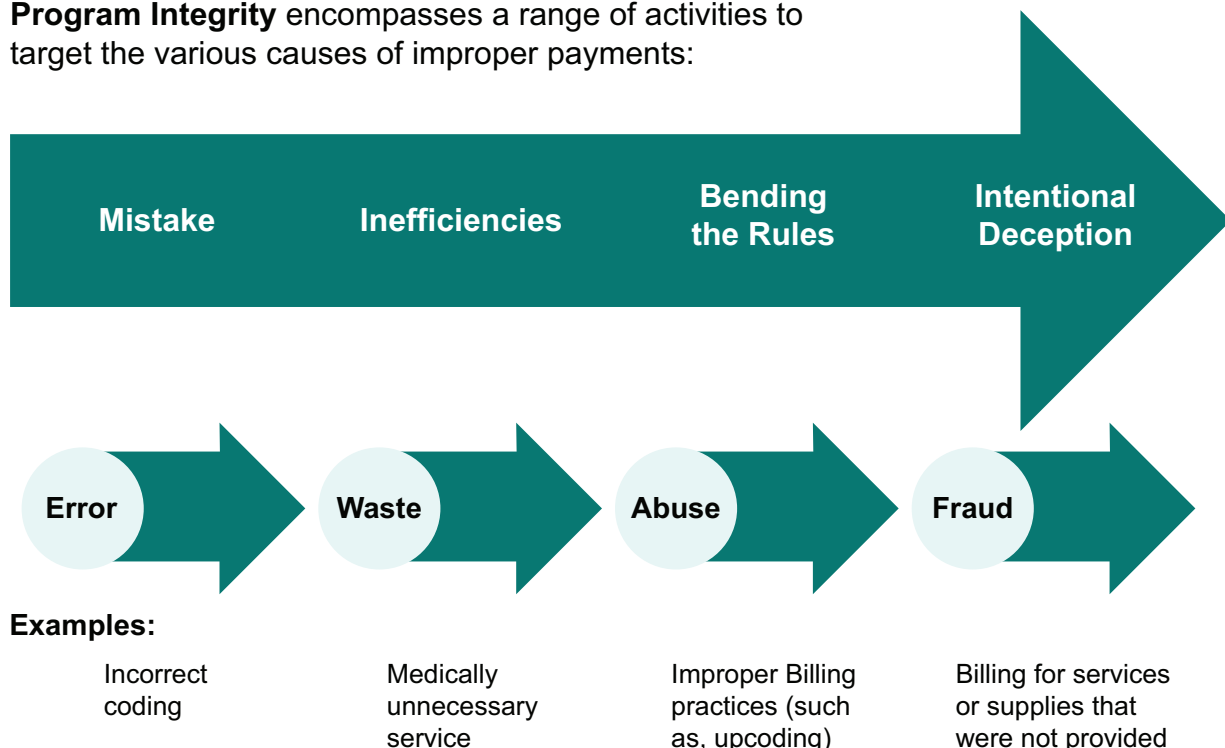 Program Integrity encompasses a range of activities to
target the various causes of improper payments:
Mistake
Inefficiencies
Bending
the Rules
Intentional
Deception
Error
Waste
Abuse
Fraud
Examples:
Incorrect
coding
Medically
unnecessary
service
Improper Billing
practices (such
as, upcoding)
Billing for services
or supplies that
were not provided